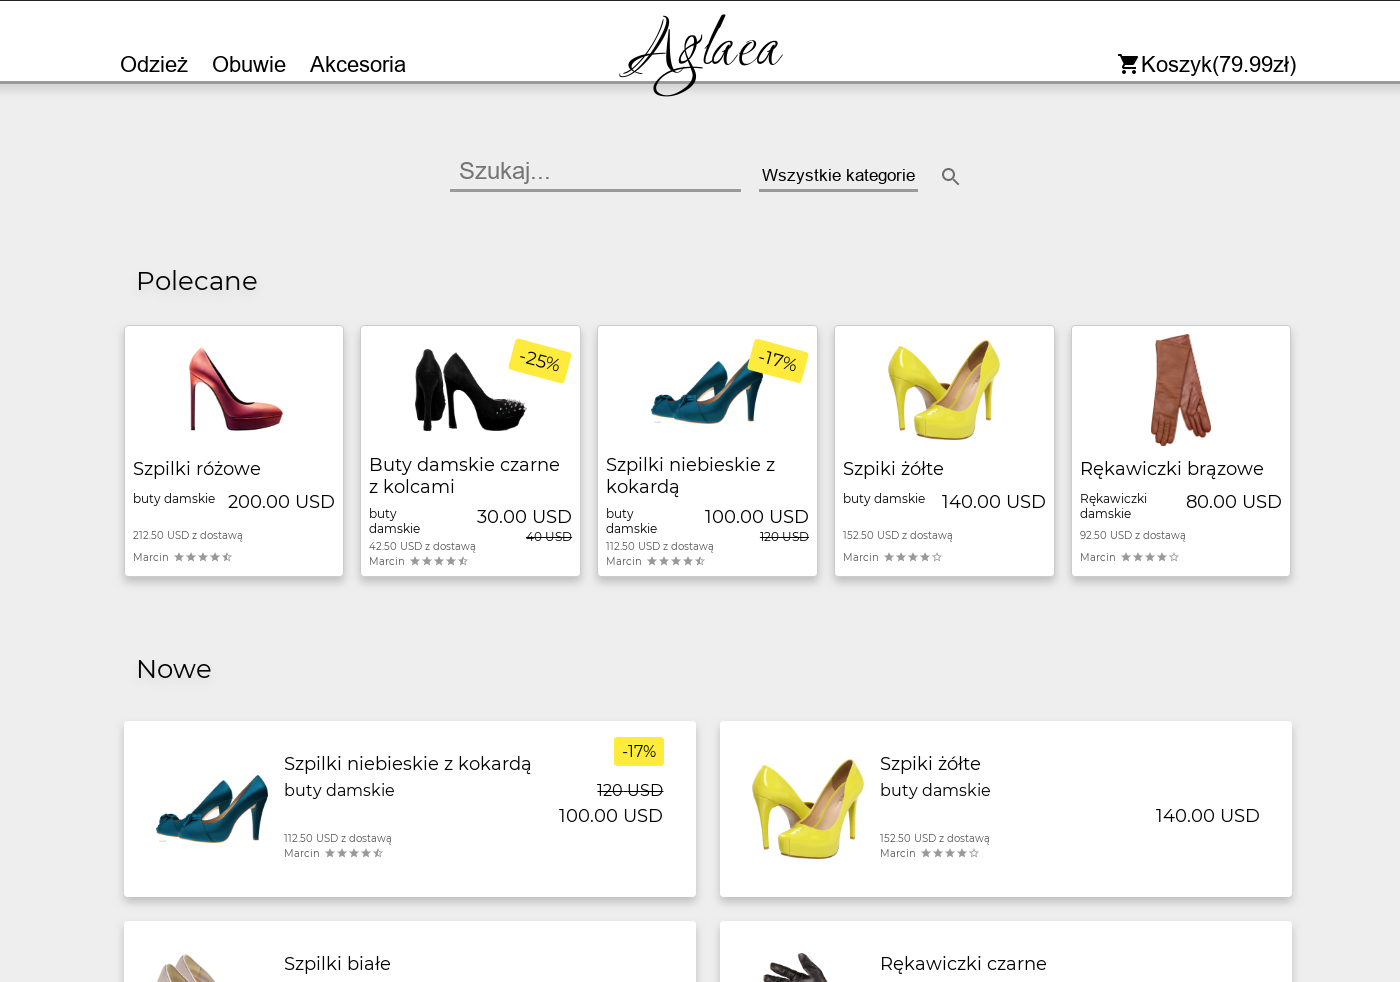 Odzież Obuwie Akcesoria
Aglaea
Koszyk(79.99zł)
Szukaj...
Wszystkie kategorie
Polecane
Szpilki różowe
buty damskie
200.00 USD
212.50 USD z dostawą
Marcin
-25%
Buty damskie czarne
z kolcami
buty
damskie
30.00 USD
40 USD
42.50 USD z dostawą
Marcin
-17%
Szpilki niebieskie z
kokardą
buty
damskie
100.00 USD
120 USD
112.50 USD z dostawą
Marcin
Szpiki żółte
buty damskie
140.00 USD
152.50 USD z dostawą
Marcin
Rękawiczki brązowe
Rękawiczki
damskie
80.00 USD
92.50 USD z dostawą
Marcin
Nowe
-17%
Szpilki niebieskie z kokardą
buty damskie
120 USD
100.00 USD
112.50 USD z dostawą
Marcin
Szpiki żółte
buty damskie
140.00 USD
152.50 USD z dostawą
Marcin
Szpilki białe
Rękawiczki czarne